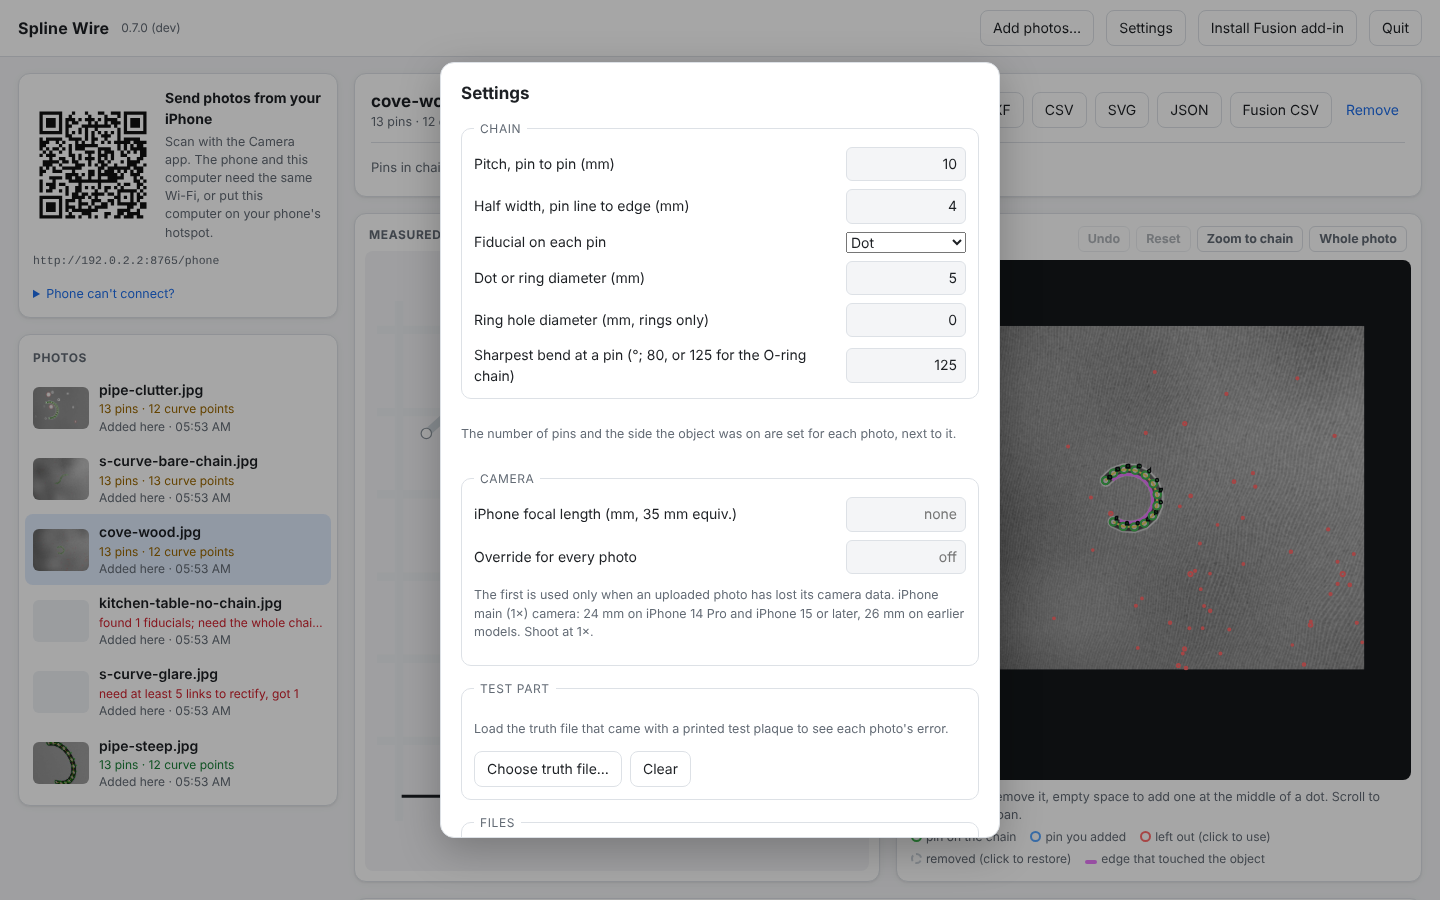 Spline Wire 0.7.0 (dev)
Add photos... Settings Install Fusion add-in Quit
Send photos from your
iPhone
Scan with the Camera
app. The phone and this
computer need the same
Wi-Fi, or put this
computer on your phone's
hotspot.
http://192.0.2.2:8765/phone
Phone can't connect?
PHOTOS
pipe-clutter.jpg
13 pins · 12 curve points
Added here · 05:53 AM
s-curve-bare-chain.jpg
13 pins · 13 curve points
Added here · 05:53 AM
cove-wood.jpg
13 pins · 12 curve points
Added here · 05:53 AM
kitchen-table-no-chain.jpg
found 1 fiducials; need the whole chai...
Added here · 05:53 AM
s-curve-glare.jpg
need at least 5 links to rectify, got 1
Added here · 05:53 AM
pipe-steep.jpg
13 pins · 12 curve points
Added here · 05:53 AM
cove-wo
13 pins · 12
CSV SVG JSON Fusion CSV Remove
Pins in chai
MEASURED
Settings
CHAIN
Pitch, pin to pin (mm) 10
Half width, pin line to edge (mm) 4
Fiducial on each pin Dot
Dot or ring diameter (mm) 5
Ring hole diameter (mm, rings only) 0
Sharpest bend at a pin (°; 80, or 125 for the O-ring
chain) 125
The number of pins and the side the object was on are set for each photo, next to it.
CAMERA
iPhone focal length (mm, 35 mm equiv.) none
Override for every photo off
The first is used only when an uploaded photo has lost its camera data. iPhone
main (1×) camera: 24 mm on iPhone 14 Pro and iPhone 15 or later, 26 mm on earlier
models. Shoot at 1×.
TEST PART
Load the truth file that came with a printed test plaque to see each photo's error.
Choose truth file... Clear
FILES
Undo Reset Zoom to chain Whole photo
emove it, empty space to add one at the middle of a dot. Scroll to
pan.
pin on the chain pin you added left out (click to use)
removed (click to restore) edge that touched the object